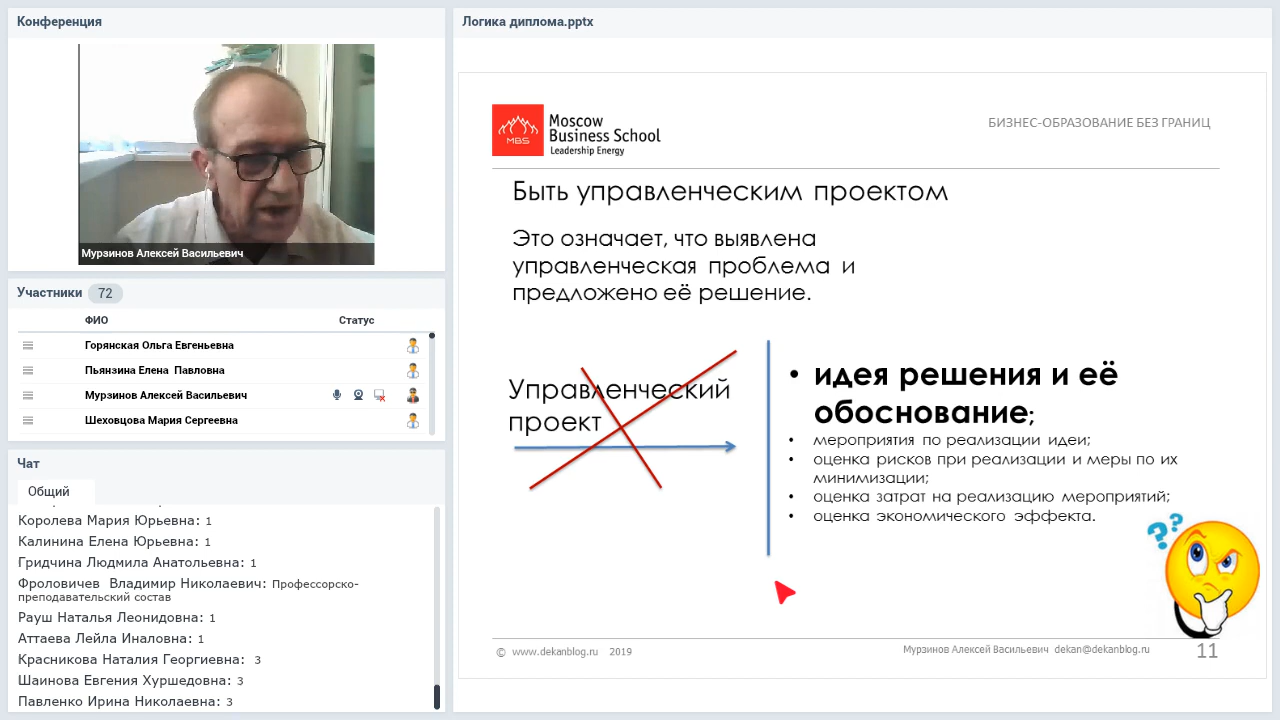 Конференция
Мурзинов Алексей Васильевич
Участники 72
ФИО Статус
Горянская Ольга Евгеньевна
Пьянзина Елена Павловна
Мурзинов Алексей Васильевич
Шеховцова Мария Сергеевна
Чат
Общий
Королева Мария Юрьевна: 1
Калинина Елена Юрьевна: 1
Гридчина Людмила Анатольевна: 1
Фроловичев Владимир Николаевич: Профессорско-
преподавательский состав
Рауш Наталья Леонидовна: 1
Аттаева Лейла Иналовна: 1
Красникова Наталия Георгиевна: 3
Шаинова Евгения Хуршедовна: 3
Павленко Ирина Николаевна: 3
Логика диплома.pptx
MBS
Moscow
Business School
Leadership Energy
БИЗНЕС-ОБРАЗОВАНИЕ БЕЗ ГРАНИЦ
Быть управленческим проектом
Это означает, что выявлена
управленческая проблема и
предложено её решение.
Управленческий
проект
• идея решения и её
обоснование;
• мероприятия по реализации идеи;
• оценка рисков при реализации и меры по их
минимизации;
• оценка затрат на реализацию мероприятий;
• оценка экономического эффекта.
???
© www.dekanblog.ru 2019
Мурзинов Алексей Васильевич dekan@dekanblog.ru
11